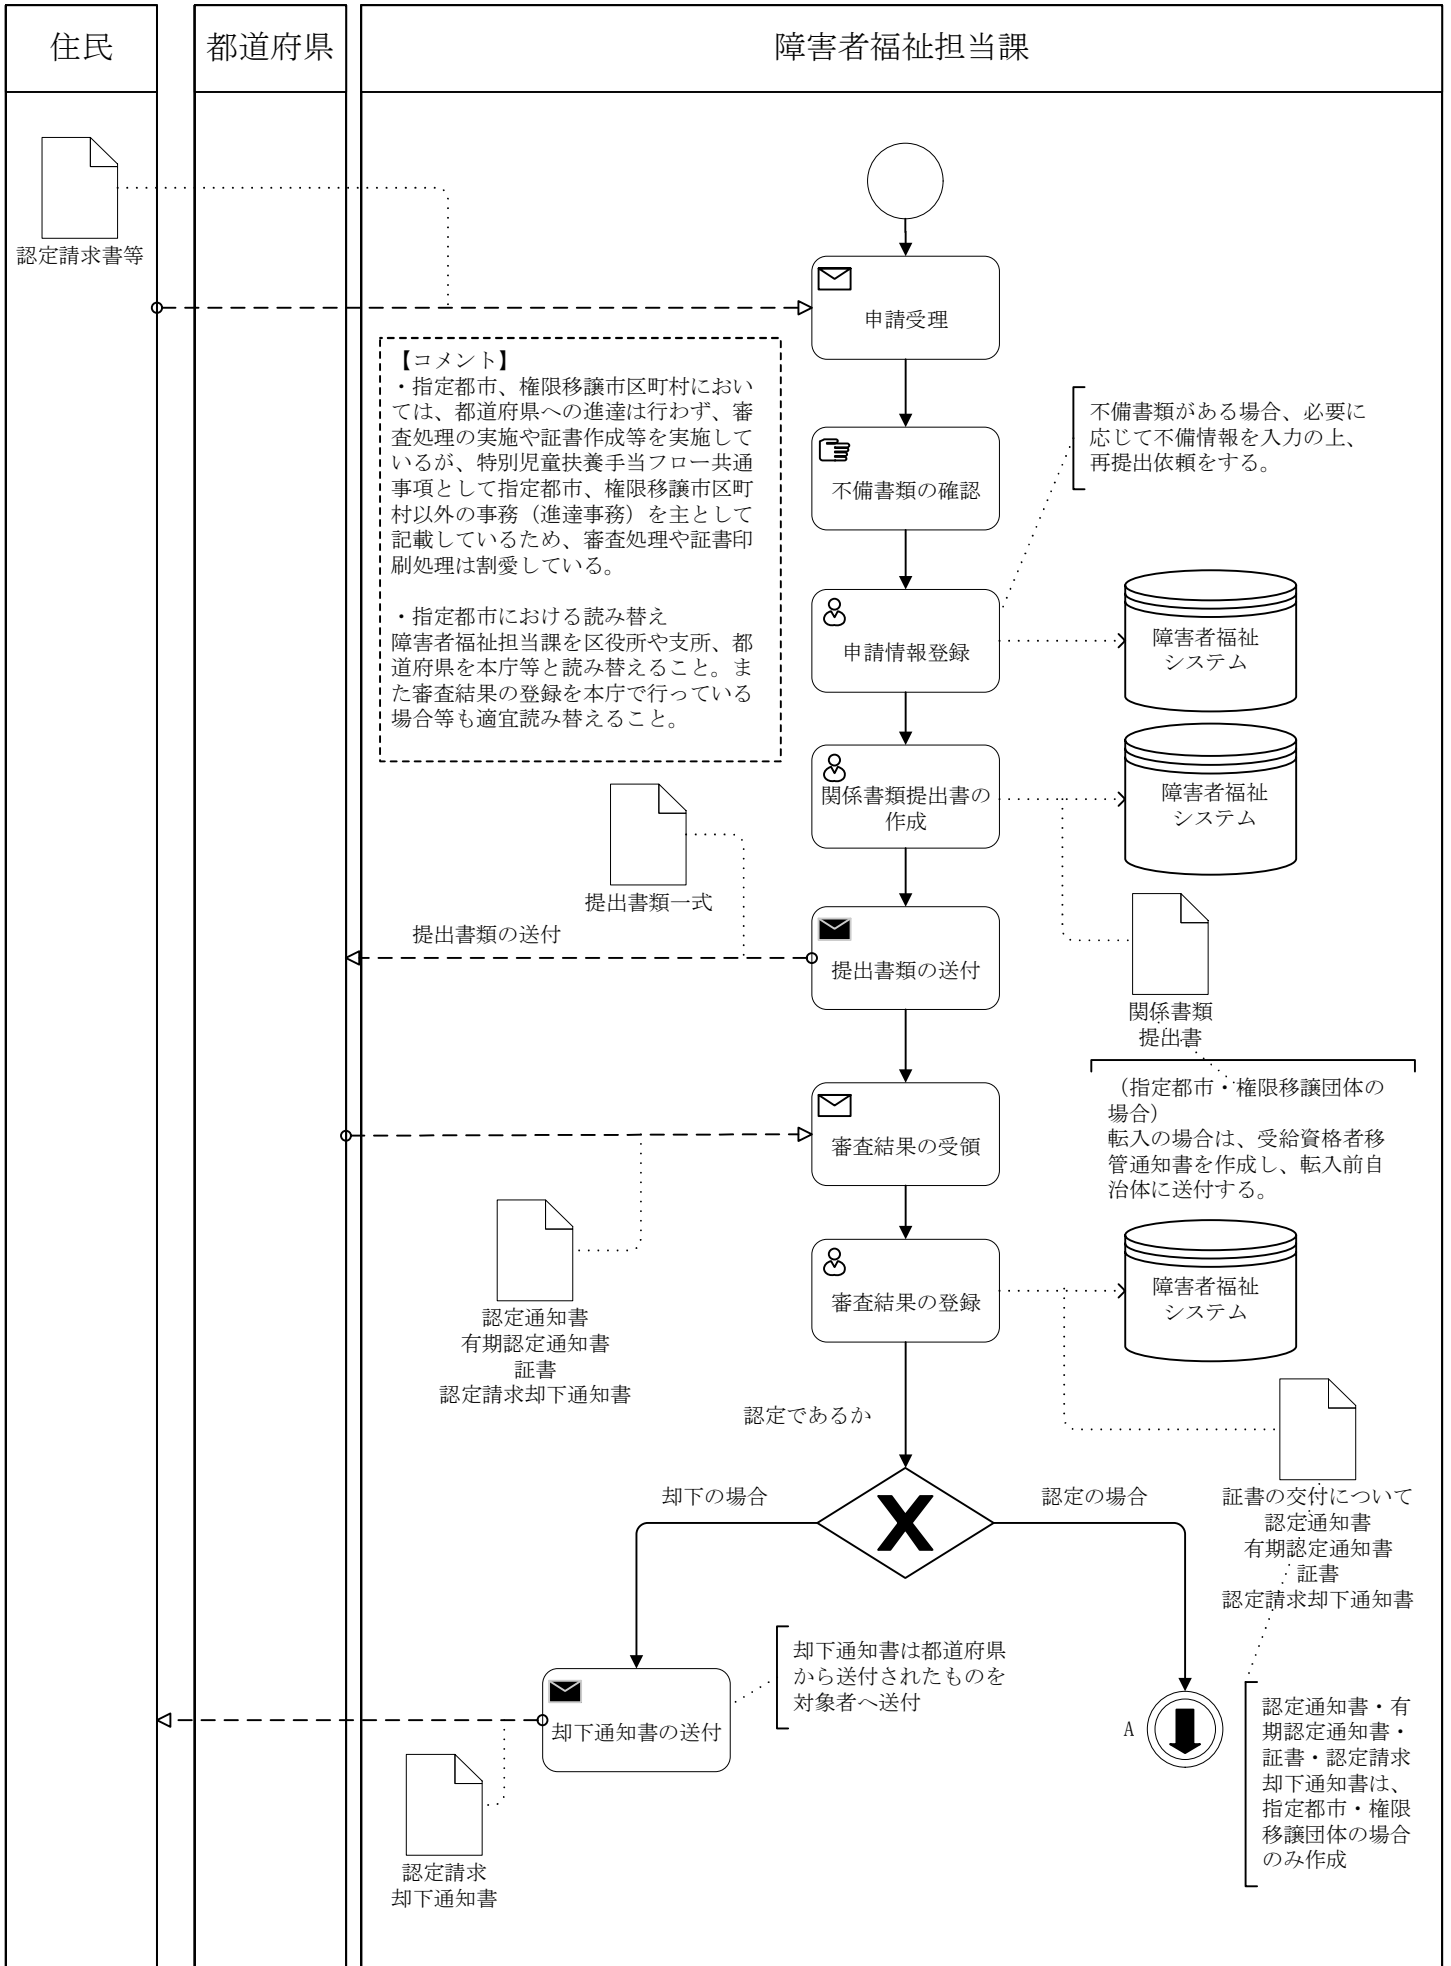 住民
都道府県
障害者福祉担当課
認定請求書等
申請受理
【コメント】
・指定都市、権限移譲市区町村におい
ては、都道府県への進達は行わず、審
査処理の実施や証書作成等を実施して
いるが、特別児童扶養手当フロー共通
事項として指定都市、権限移譲市区町
村以外の事務（進達事務）を主として
記載しているため、審査処理や証書印
刷処理は割愛している。
・指定都市における読み替え
障害者福祉担当課を区役所や支所、都
道府県を本庁等と読み替えること。ま
た審査結果の登録を本庁で行っている
場合等も適宜読み替えること。
不備書類がある場合、必要に
応じて不備情報を入力の上、
再提出依頼をする。
不備書類の確認
申請情報登録
障害者福祉
システム
関係書類提出書の
作成
障害者福祉
システム
提出書類一式
提出書類の送付
提出書類の送付
関係書類
提出書
（指定都市・権限移譲団体の
場合）
転入の場合は、受給資格者移
管通知書を作成し、転入前自
治体に送付する。
審査結果の受領
認定通知書
有期認定通知書
証書
認定請求却下通知書
審査結果の登録
障害者福祉
システム
認定であるか
却下の場合
認定の場合
証書の交付について
認定通知書
有期認定通知書
証書
認定請求却下通知書
却下通知書は都道府県
から送付されたものを
対象者へ送付
却下通知書の送付
A
認定通知書・有
期認定通知書・
証書・認定請求
却下通知書は、
指定都市・権限
移譲団体の場合
のみ作成
認定請求
却下通知書